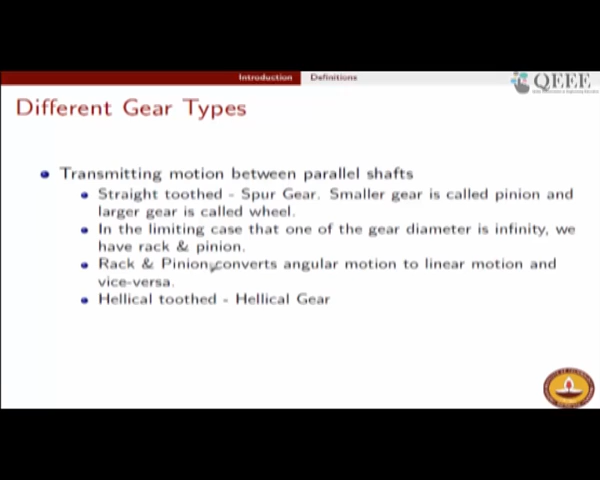 Introduction
Definitions
QEEE
Different Gear Types
Transmitting motion between parallel shafts
Straight toothed - Spur Gear. Smaller gear is called pinion and
larger gear is called wheel.
In the limiting case that one of the gear diameter is infinity, we
have rack & pinion.
Rack & Pinion converts angular motion to linear motion and
vice-versa.
Hellical toothed - Hellical Gear